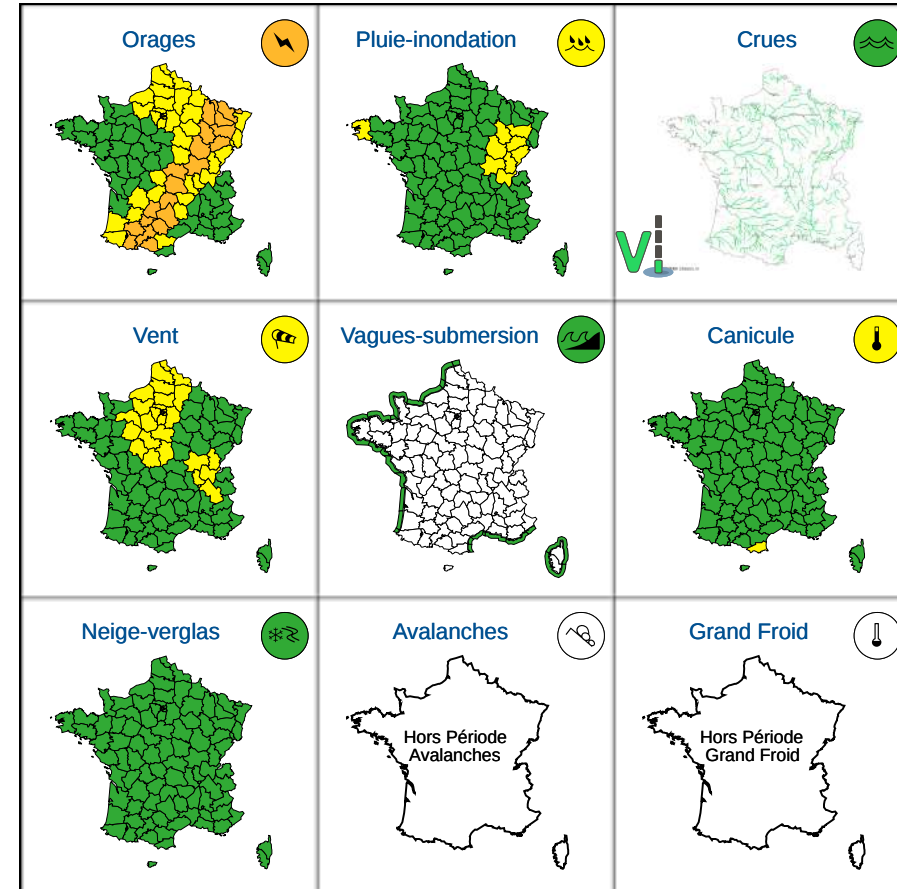 Orages
Pluie-inondation
Crues
Vi
Vent
Vagues-submersion
Canicule
Neige-verglas
Avalanches
Grand Froid
Hors Période
Avalanches
Hors Période
Grand Froid